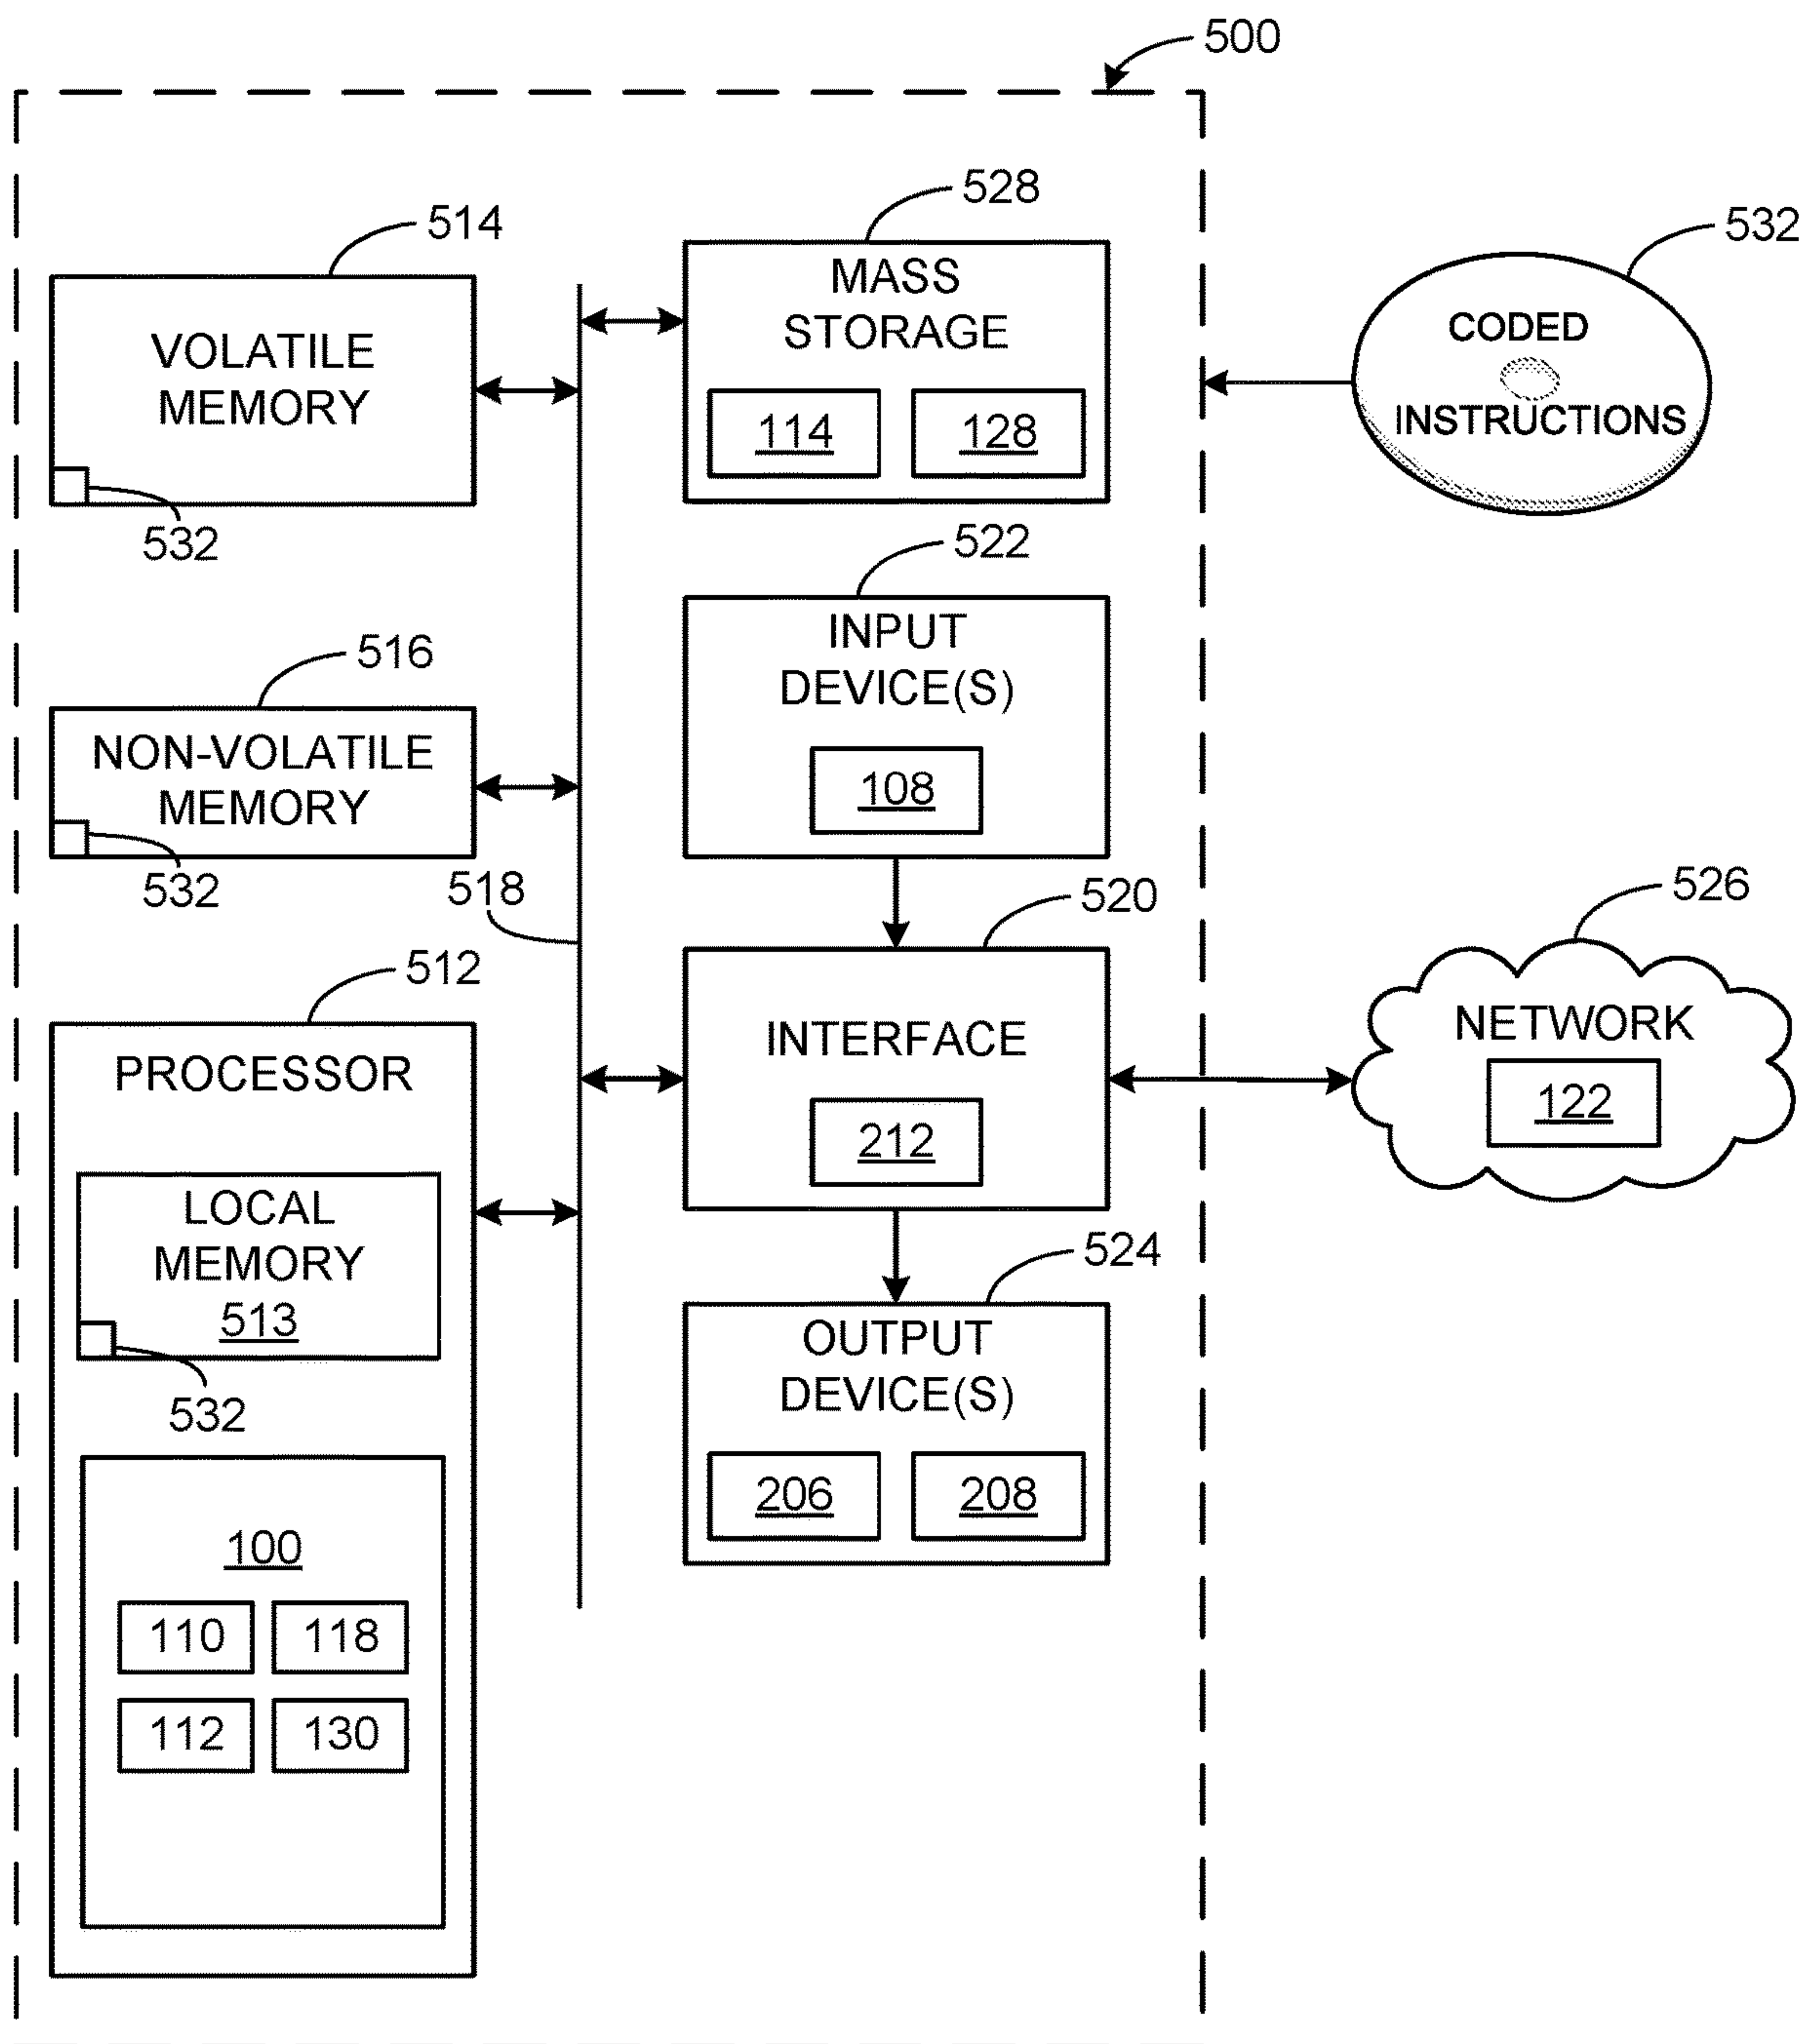 500
528
514
532
MASS
STORAGE
114 128
VOLATILE
MEMORY
532
CODED
INSTRUCTIONS
522
INPUT
DEVICE(S)
108
516
NON-VOLATILE
MEMORY
532
518
520
INTERFACE
212
526
NETWORK
122
512
PROCESSOR
LOCAL
MEMORY
513
532
524
OUTPUT
DEVICE(S)
206 208
100
110 118
112 130